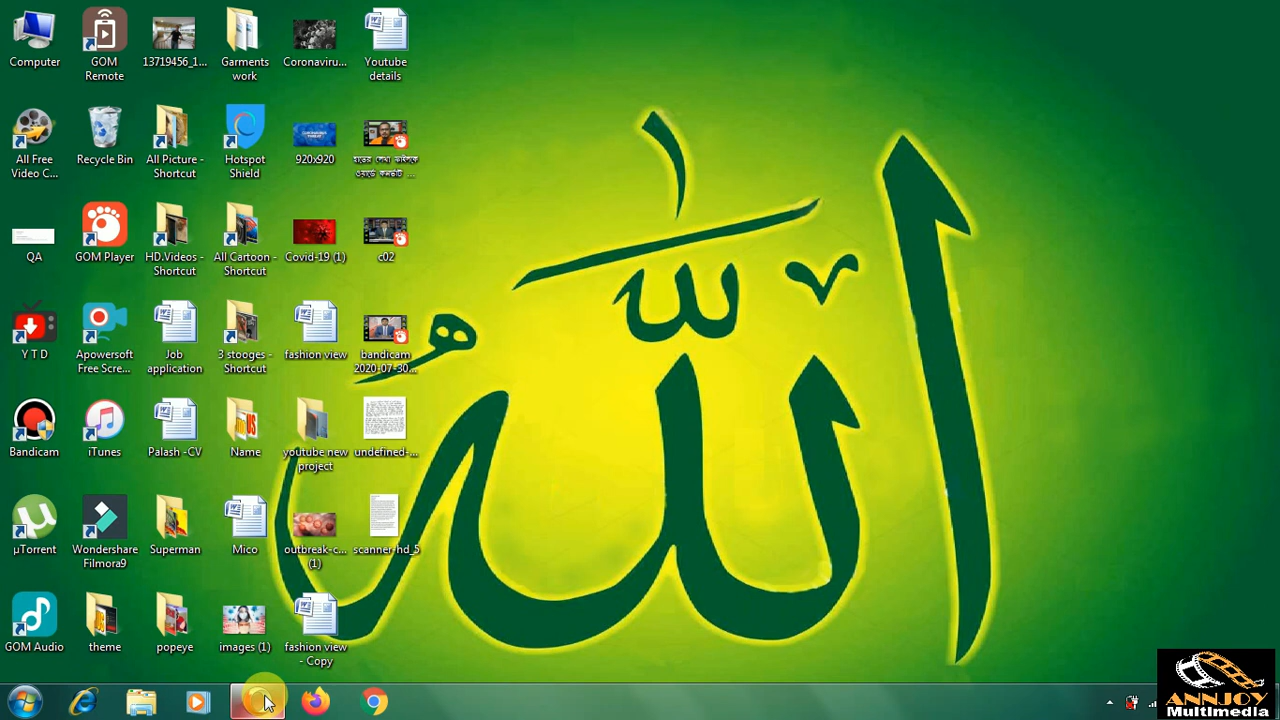 Computer
GOM
Remote
13719456_1...
Garments
work
Coronaviru...
Youtube
details
All Free
Video C...
Recycle Bin
All Picture -
Shortcut
Hotspot
Shield
920x920
হাতের লেখা ফাইলকে
ওয়ার্ডে কনভার্ট ...
QA
GOM Player
HD.Videos -
Shortcut
All Cartoon -
Shortcut
Covid-19 (1)
c02
Y T D
Apowersoft
Free Scre...
Job
application
3 stooges -
Shortcut
fashion view
bandicam
2020-07-30...
Bandicam
iTunes
Palash -CV
Name
youtube new
project
undefined-...
µTorrent
Wondershare
Filmora9
Superman
Mico
outbreak-c...
(1)
scanner-hd_5
GOM Audio
theme
popeye
images (1)
fashion view
- Copy
الله
ANNJOY
MultImedia